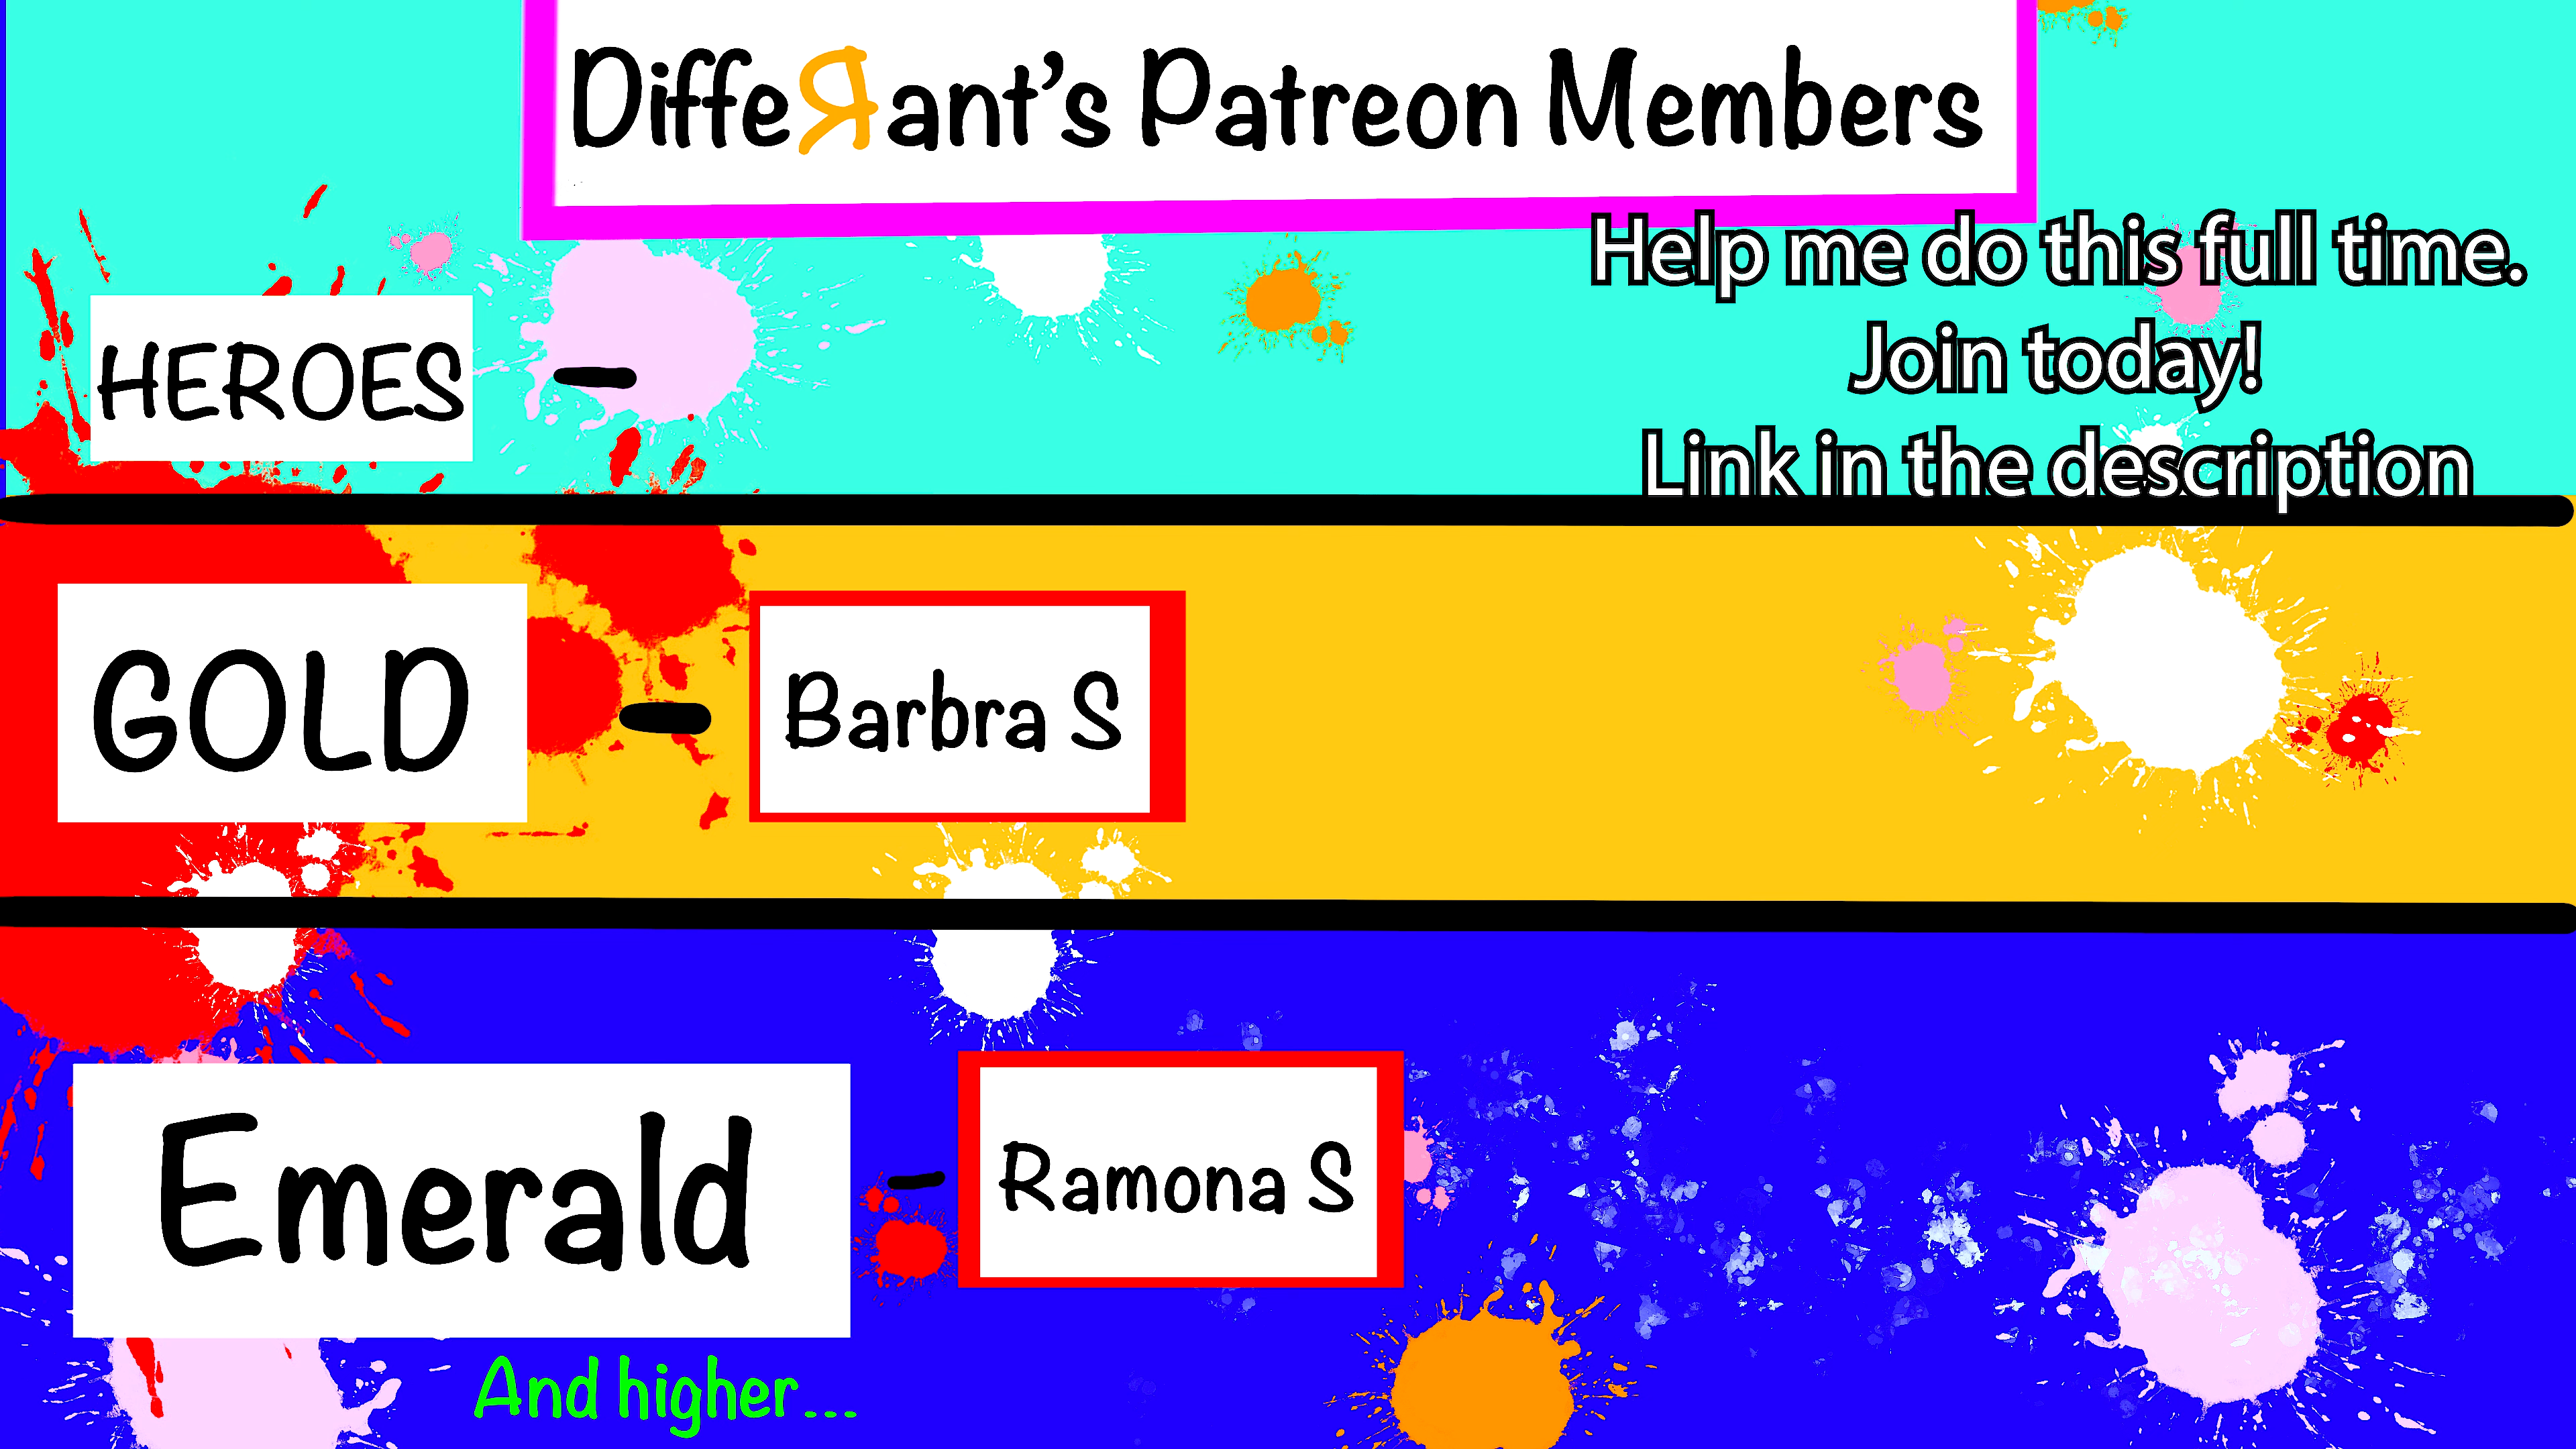 DiffeЯant's Patreon Members
Help me do this full time.
Join today!
Link in the description
HEROES -
GOLD - Barbra S
Emerald - Ramona S
And higher...